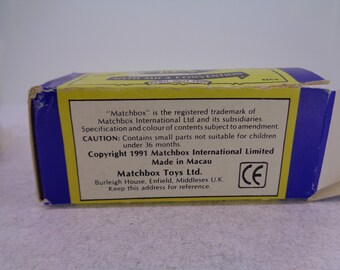 "Matchbox" is the registered trademark of
Matchbox International Ltd and its subsidiaries.
Specification and colour of contents subject to amendment.
CAUTION: Contains small parts not suitable for children
under 36 months
Copyright 1991 Matchbox International Limited
Made in Macau
Matchbox Toys Ltd.
Burleigh House, Enfield, Middlesex U.K.
Keep this address for reference.
CE